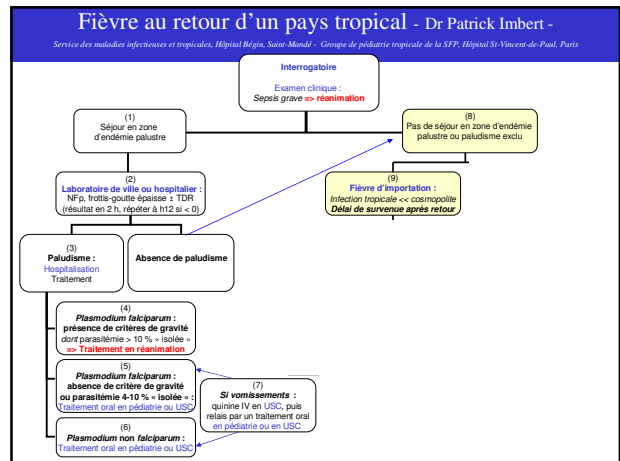 Fièvre au retour d'un pays tropical - Dr Patrick Imbert -
Service des maladies infectieuses et tropicales, Hôpital Bégin, Saint-Mandé - Groupe de pédiatrie tropicale de la SFP, Hôpital St-Vincent-de-Paul, Paris
Interrogatoire
Examen clinique :
Sepsis grave => réanimation
(1)
Séjour en zone
d'endémie palustre
(8)
Pas de séjour en zone d'endémie
palustre ou paludisme exclu
(2)
Laboratoire de ville ou hospitalier :
NFp, frottis-goutte épaisse ± TDR
(résultat en 2 h, répéter à h12 si < 0)
(9)
Fièvre d'importation :
Infection tropicale << cosmopolite
Délai de survenue après retour
(3)
Paludisme :
Hospitalisation
Traitement
Absence de paludisme
(4)
Plasmodium falciparum :
présence de critères de gravité
dont parasitémie > 10 % « isolée »
=> Traitement en réanimation
(5)
Plasmodium falciparum :
absence de critère de gravité
ou parasitémie 4-10 % « isolée » :
Traitement oral en pédiatrie ou USC
(7)
Si vomissements :
quinine IV en USC, puis
relais par un traitement oral
en pédiatrie ou en USC
(6)
Plasmodium non falciparum :
Traitement oral en pédiatrie ou USC